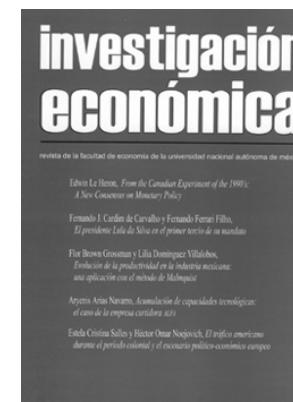 investigación
económica
revista de la facultad de economía de la universidad nacional autónoma de méx
Edwin Le Heron, From the Canadian Experiment of the 1990's:
A New Consensus on Monetary Policy
Fernando J. Cardim de Carvalho y Fernando Ferrari Filho,
El presidente Lula da Silva en el primer tercio de su mandato
Flor Brown Grossman y Lilia Domínguez Villalobos,
Evolución de la productividad en la industria mexicana:
una aplicación con el método de Malmquist
Aryenis Arias Navarro, Acumulación de capacidades tecnológicas:
el caso de la empresa curtidora
Estela Cristina Salles y Héctor Omar Noejovich, El tráfico americano
durante el periodo colonial y el escenario político-económico europeo